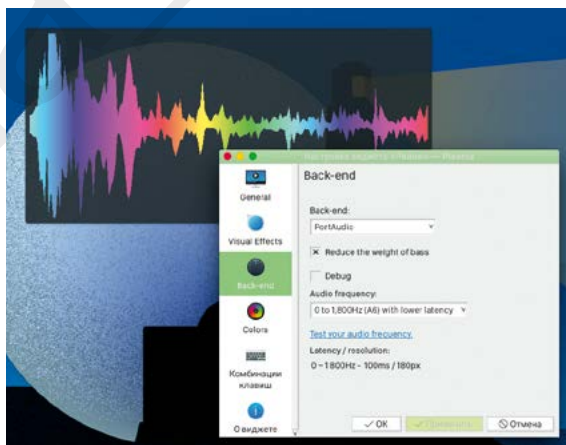 Back-end
General
Back-end:
PortAudio
Visual Effects
Reduce the weight of bass
Debug
Back-end
Audio frequency:
0 to 1,800Hz (A6) with lower latency
Colors
Test your audio frecuency.
Latency / resolution:
0 - 1800Hz - 100ms / 180px
Комбинации
клавиш
О виджете
OK
Отмена